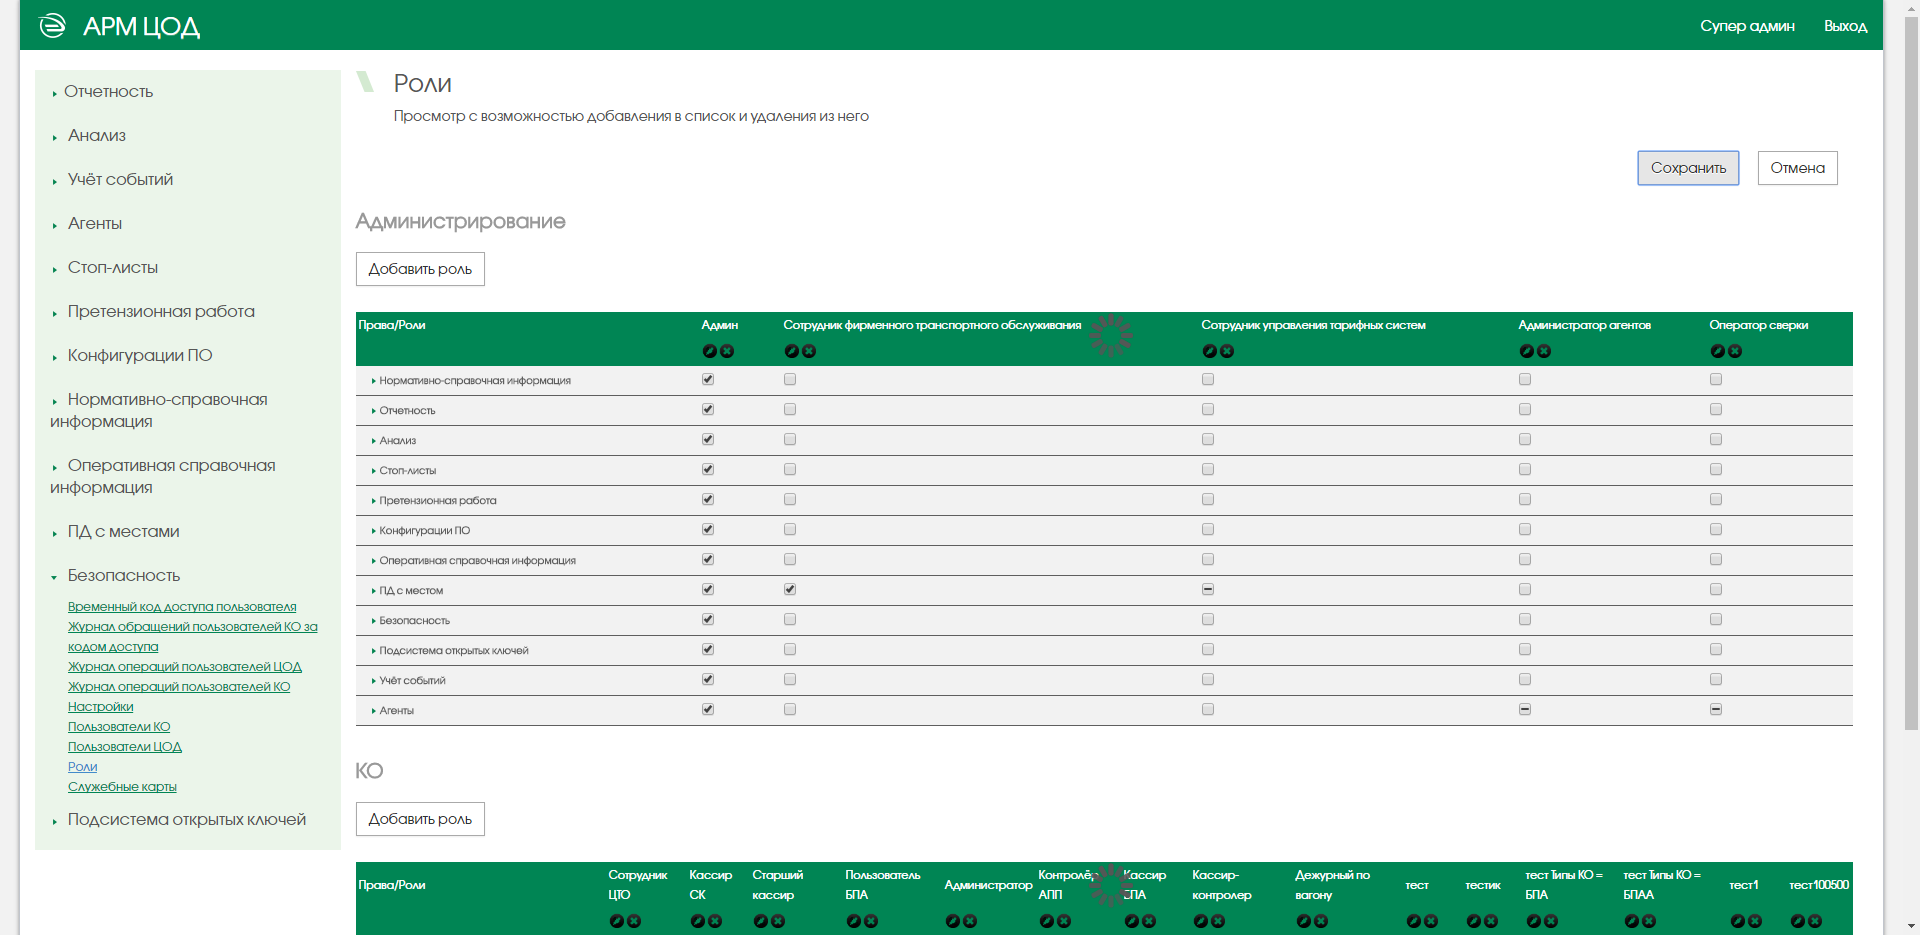 АРМ ЦОД
Супер админ Выход
Отчетность
Анализ
Учёт событий
Агенты
Стоп-листы
Претензионная работа
Конфигурации ПО
Нормативно-справочная
информация
Оперативная справочная
информация
ПД с местами
Безопасность
Временный код доступа пользователя
Журнал обращений пользователей КО за
кодом доступа
Журнал операций пользователей ЦОД
Журнал операций пользователей КО
Настройки
Пользователи КО
Пользователи ЦОД
Роли
Служебные карты
Подсистема открытых ключей
Роли
Просмотр с возможностью добавления в список и удаления из него
Сохранить Отмена
Администрирование
Добавить роль
Права/Роли Админ Сотрудник фирменного транспортного обслуживания Сотрудник управления тарифных систем Администратор агентов Оператор сверки
Нормативно-справочная информация
Отчетность
Анализ
Стоп-листы
Претензионная работа
Конфигурации ПО
Оперативная справочная информация
ПД с местом
Безопасность
Подсистема открытых ключей
Учёт событий
Агенты
КО
Добавить роль
Права/Роли
Сотрудник
ЦТО
Кассир
СК
Старший
кассир
Пользователь
БПА
Администратор
Контролёр
АПП
Кассир
БПА
Кассир-
контролер
Дежурный по
вагону
тест
тестик
тест Типы КО =
БПА
тест Типы КО =
БПАА
тест1
тест100500